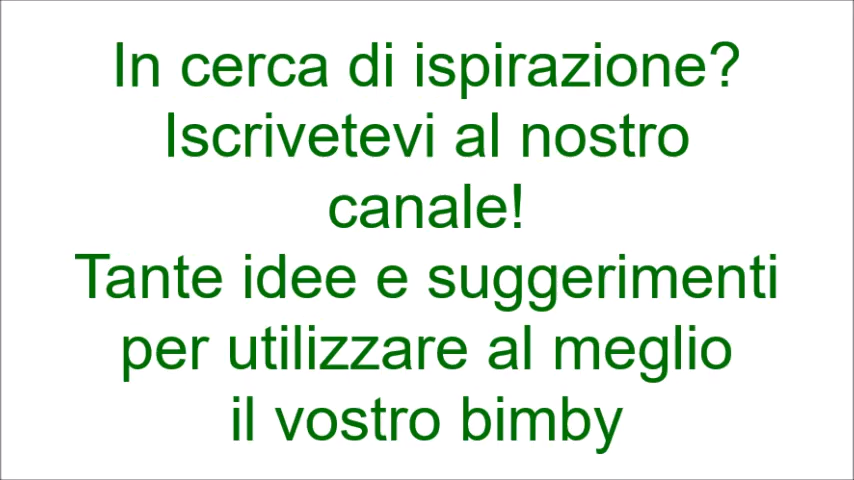 In cerca di ispirazione?
Iscrivetevi al nostro
canale!
Tante idee e suggerimenti
per utilizzare al meglio
il vostro bimby